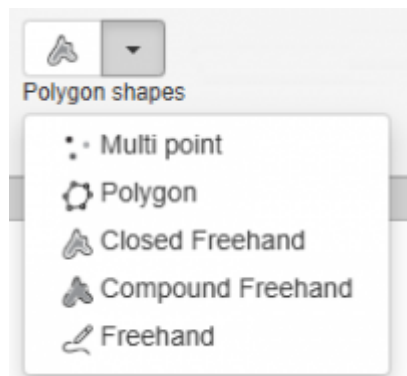 Polygon shapes
Multi point
Polygon
Closed Freehand
Compound Freehand
Freehand